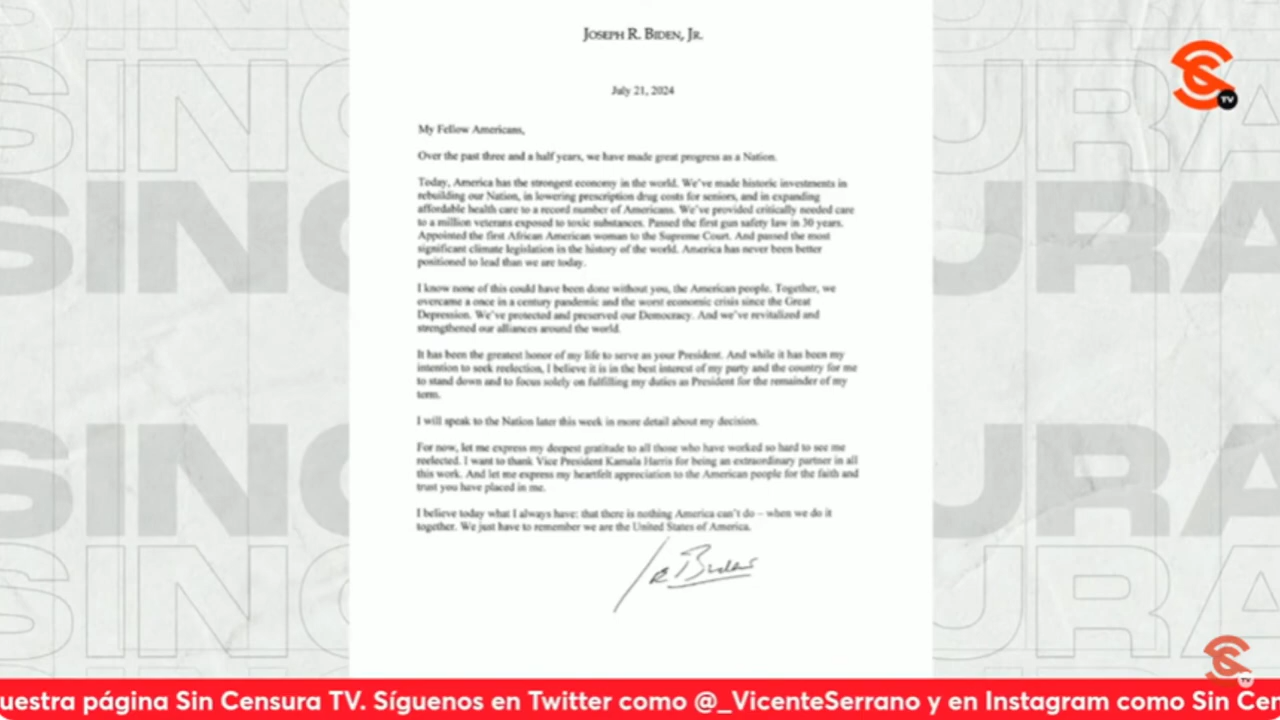 JOSEPH R. BIDEN, JR.
July 21, 2024
My Fellow Americans,
Over the past three and a half years, we have made great progress as a Nation.
Today, America has the strongest economy in the world. We've made historic investments in
rebuilding our Nation, in lowering prescription drug costs for seniors, and in expanding
affordable health care to a record number of Americans. We've provided critically needed care
to a million veterans exposed to toxic substances. Passed the first gun safety law in 30 years.
Appointed the first African American woman to the Supreme Court. And passed the most
significant climate legislation in the history of the world. America has never been better
positioned to lead than we are today.
I know none of this could have been done without you, the American people. Together, we
overcame a once in a century pandemic and the worst economic crisis since the Great
Depression. We've protected and preserved our Democracy. And we've revitalized and
strengthened our alliances around the world.
It has been the greatest honor of my life to serve as your President. And while it has been my
intention to seek reelection, I believe it is in the best interest of my party and the country for me
to stand down and to focus solely on fulfilling my duties as President for the remainder of my
term.
I will speak to the Nation later this week in more detail about my decision.
For now, let me express my deepest gratitude to all those who have worked so hard to see me
reelected. I want to thank Vice President Kamala Harris for being an extraordinary partner in all
this work. And let me express my heartfelt appreciation to the American people for the faith and
trust you have placed in me.
I believe today what I always have: that there is nothing America can't do – when we do it
together. We just have to remember we are the United States of America.
Joe Biden
SINC
URA
SINC
URA
SINC
URA
SINC
URA
TV
TV
uestra página Sin Censura TV. Síguenos en Twitter como @_VicenteSerrano y en Instagram como Sin Cen